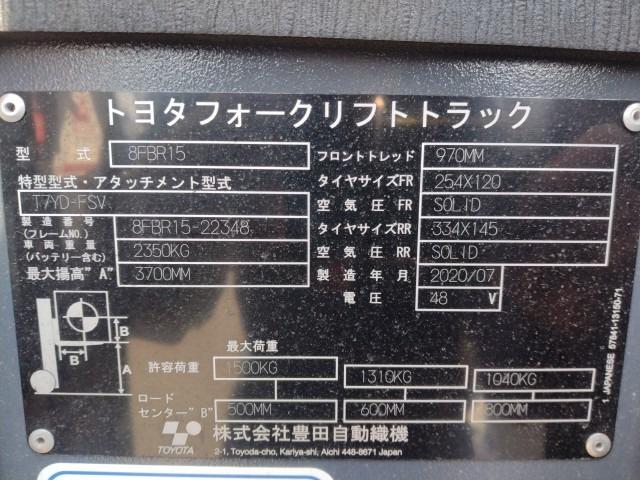 トヨタフォークリフトトラック
型 式 8FBR15 フロントトレッド 970MM
特型型式・アタッチメント型式 タイヤサイズFR 254X120
T7YD-FSV 空気圧 FR SOLID
製造番号 (フレームNO.) 8FBR15-22348 タイヤサイズRR 334X145
車両重量 (バッテリー含む) 2350KG 空気圧 RR SOLID
最大揚高"A" 3700MM 製造年月 2020/07
電圧 48 V
B
B A
最大荷重
許容荷重 1500KG 1310KG 1040KG
ロード
センター"B" 500MM 600MM 800MM
TOYOTA 株式会社豊田自動織機
2-1, Toyoda-cho, Kariya-shi, Aichi 448-8671 Japan
JAPANESE 57641-13160-71